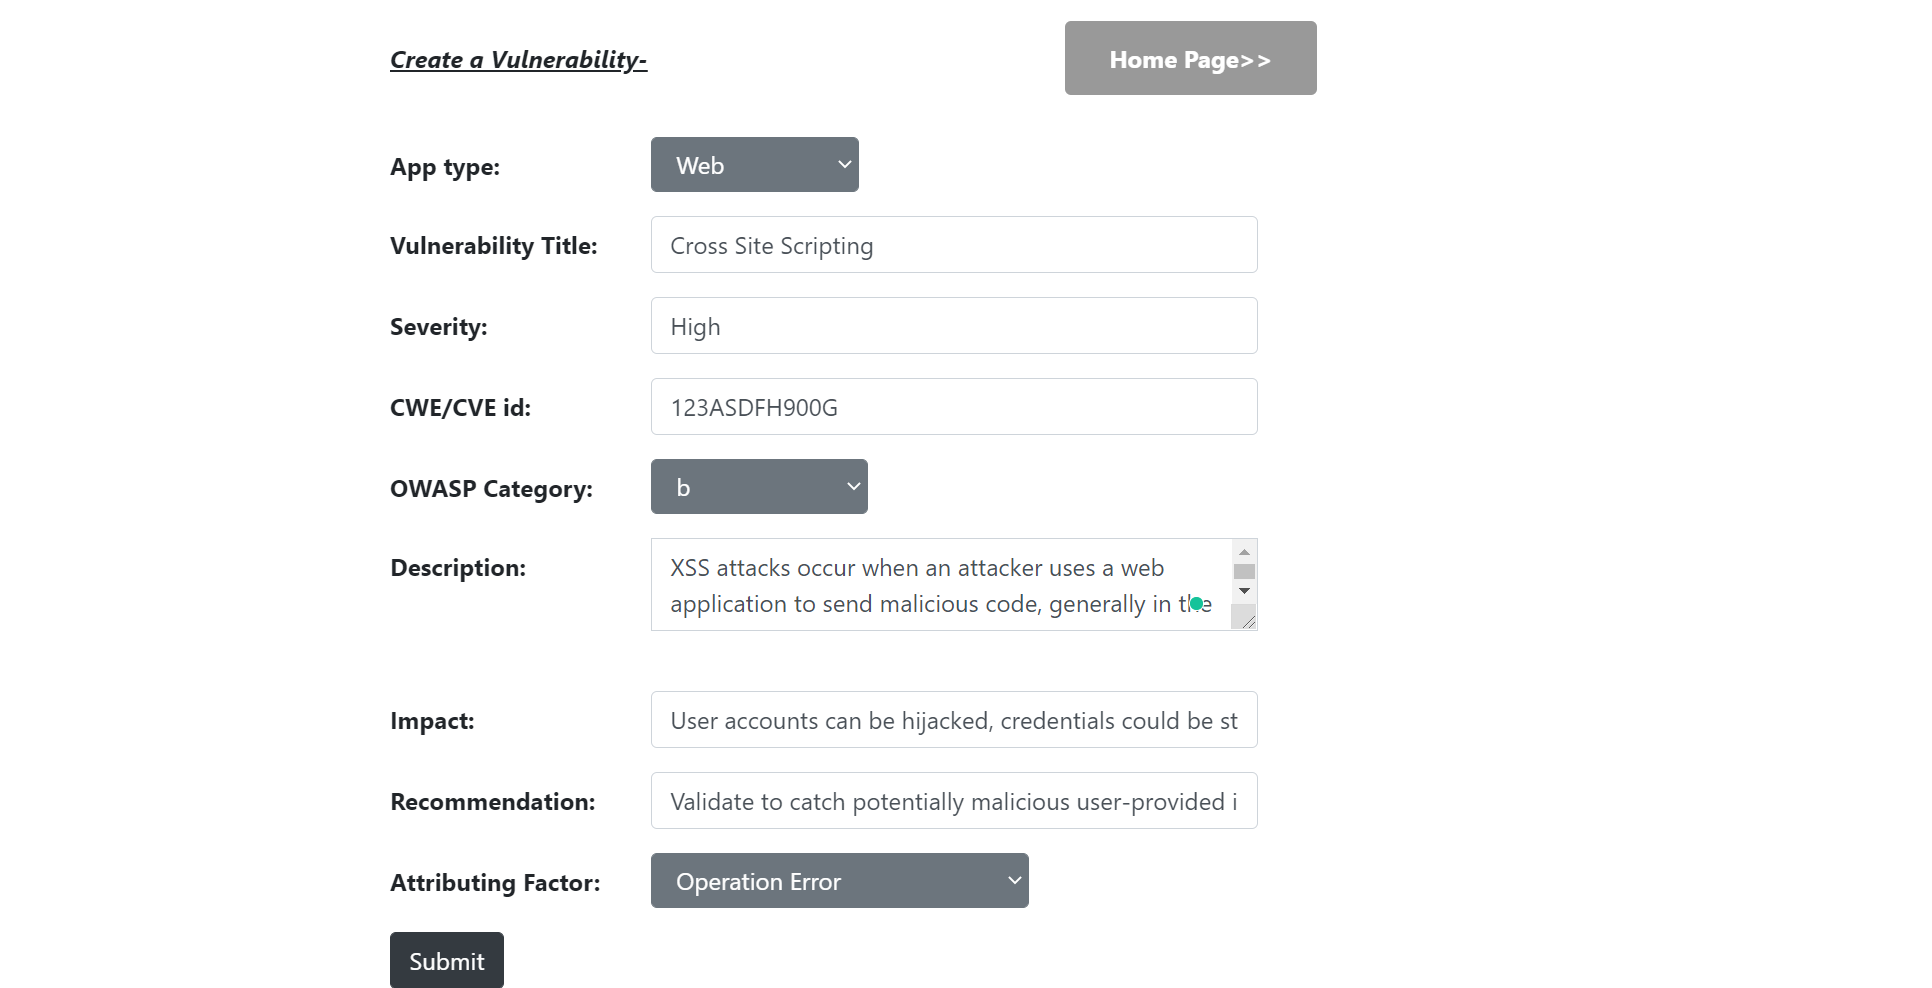 Create a Vulnerability-
Home Page>>
App type:
Web
Vulnerability Title:
Cross Site Scripting
Severity:
High
CWE/CVE id:
123ASDFH900G
OWASP Category:
b
Description:
XSS attacks occur when an attacker uses a web
application to send malicious code, generally in the
Impact:
User accounts can be hijacked, credentials could be st
Recommendation:
Validate to catch potentially malicious user-provided i
Attributing Factor:
Operation Error
Submit